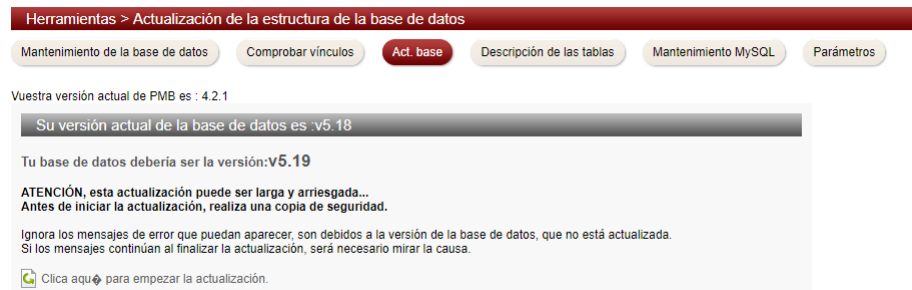 Herramientas > Actualización de la estructura de la base de datos
Mantenimiento de la base de datos Comprobar vínculos Act. base Descripción de las tablas Mantenimiento MySQL Parámetros
Vuestra versión actual de PMB es : 4.2.1
Su versión actual de la base de datos es :v5.18
Tu base de datos debería ser la versión:v5.19
ATENCIÓN, esta actualización puede ser larga y arriesgada...
Antes de iniciar la actualización, realiza una copia de seguridad.
Ignora los mensajes de error que puedan aparecer, son debidos a la versión de la base de datos, que no está actualizada.
Si los mensajes continúan al finalizar la actualización, será necesario mirar la causa.
Clica aqu� para empezar la actualización.